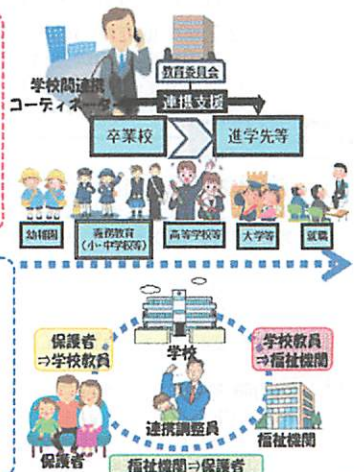 教育委員会
学校間連携
コーディネーター
連携支援
卒業校
進学先等
幼稚園
義務教育
(小・中学校等)
高等学校等
大学等
就職
保護者
⇒学校教員
学校
学校教員
⇒福祉機関
連携調整員
福祉機関
保護者
福祉機関⇒保護者